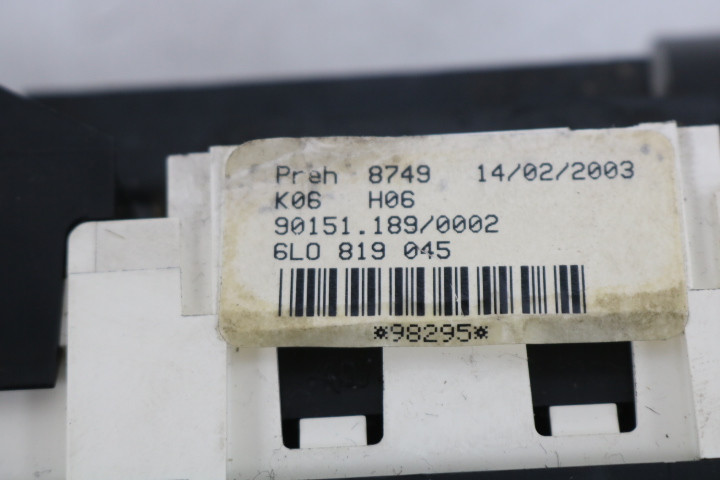 Preh 8749 14/02/2003
K06 H06
90151.189/0002
6L0 819 045
*98295*